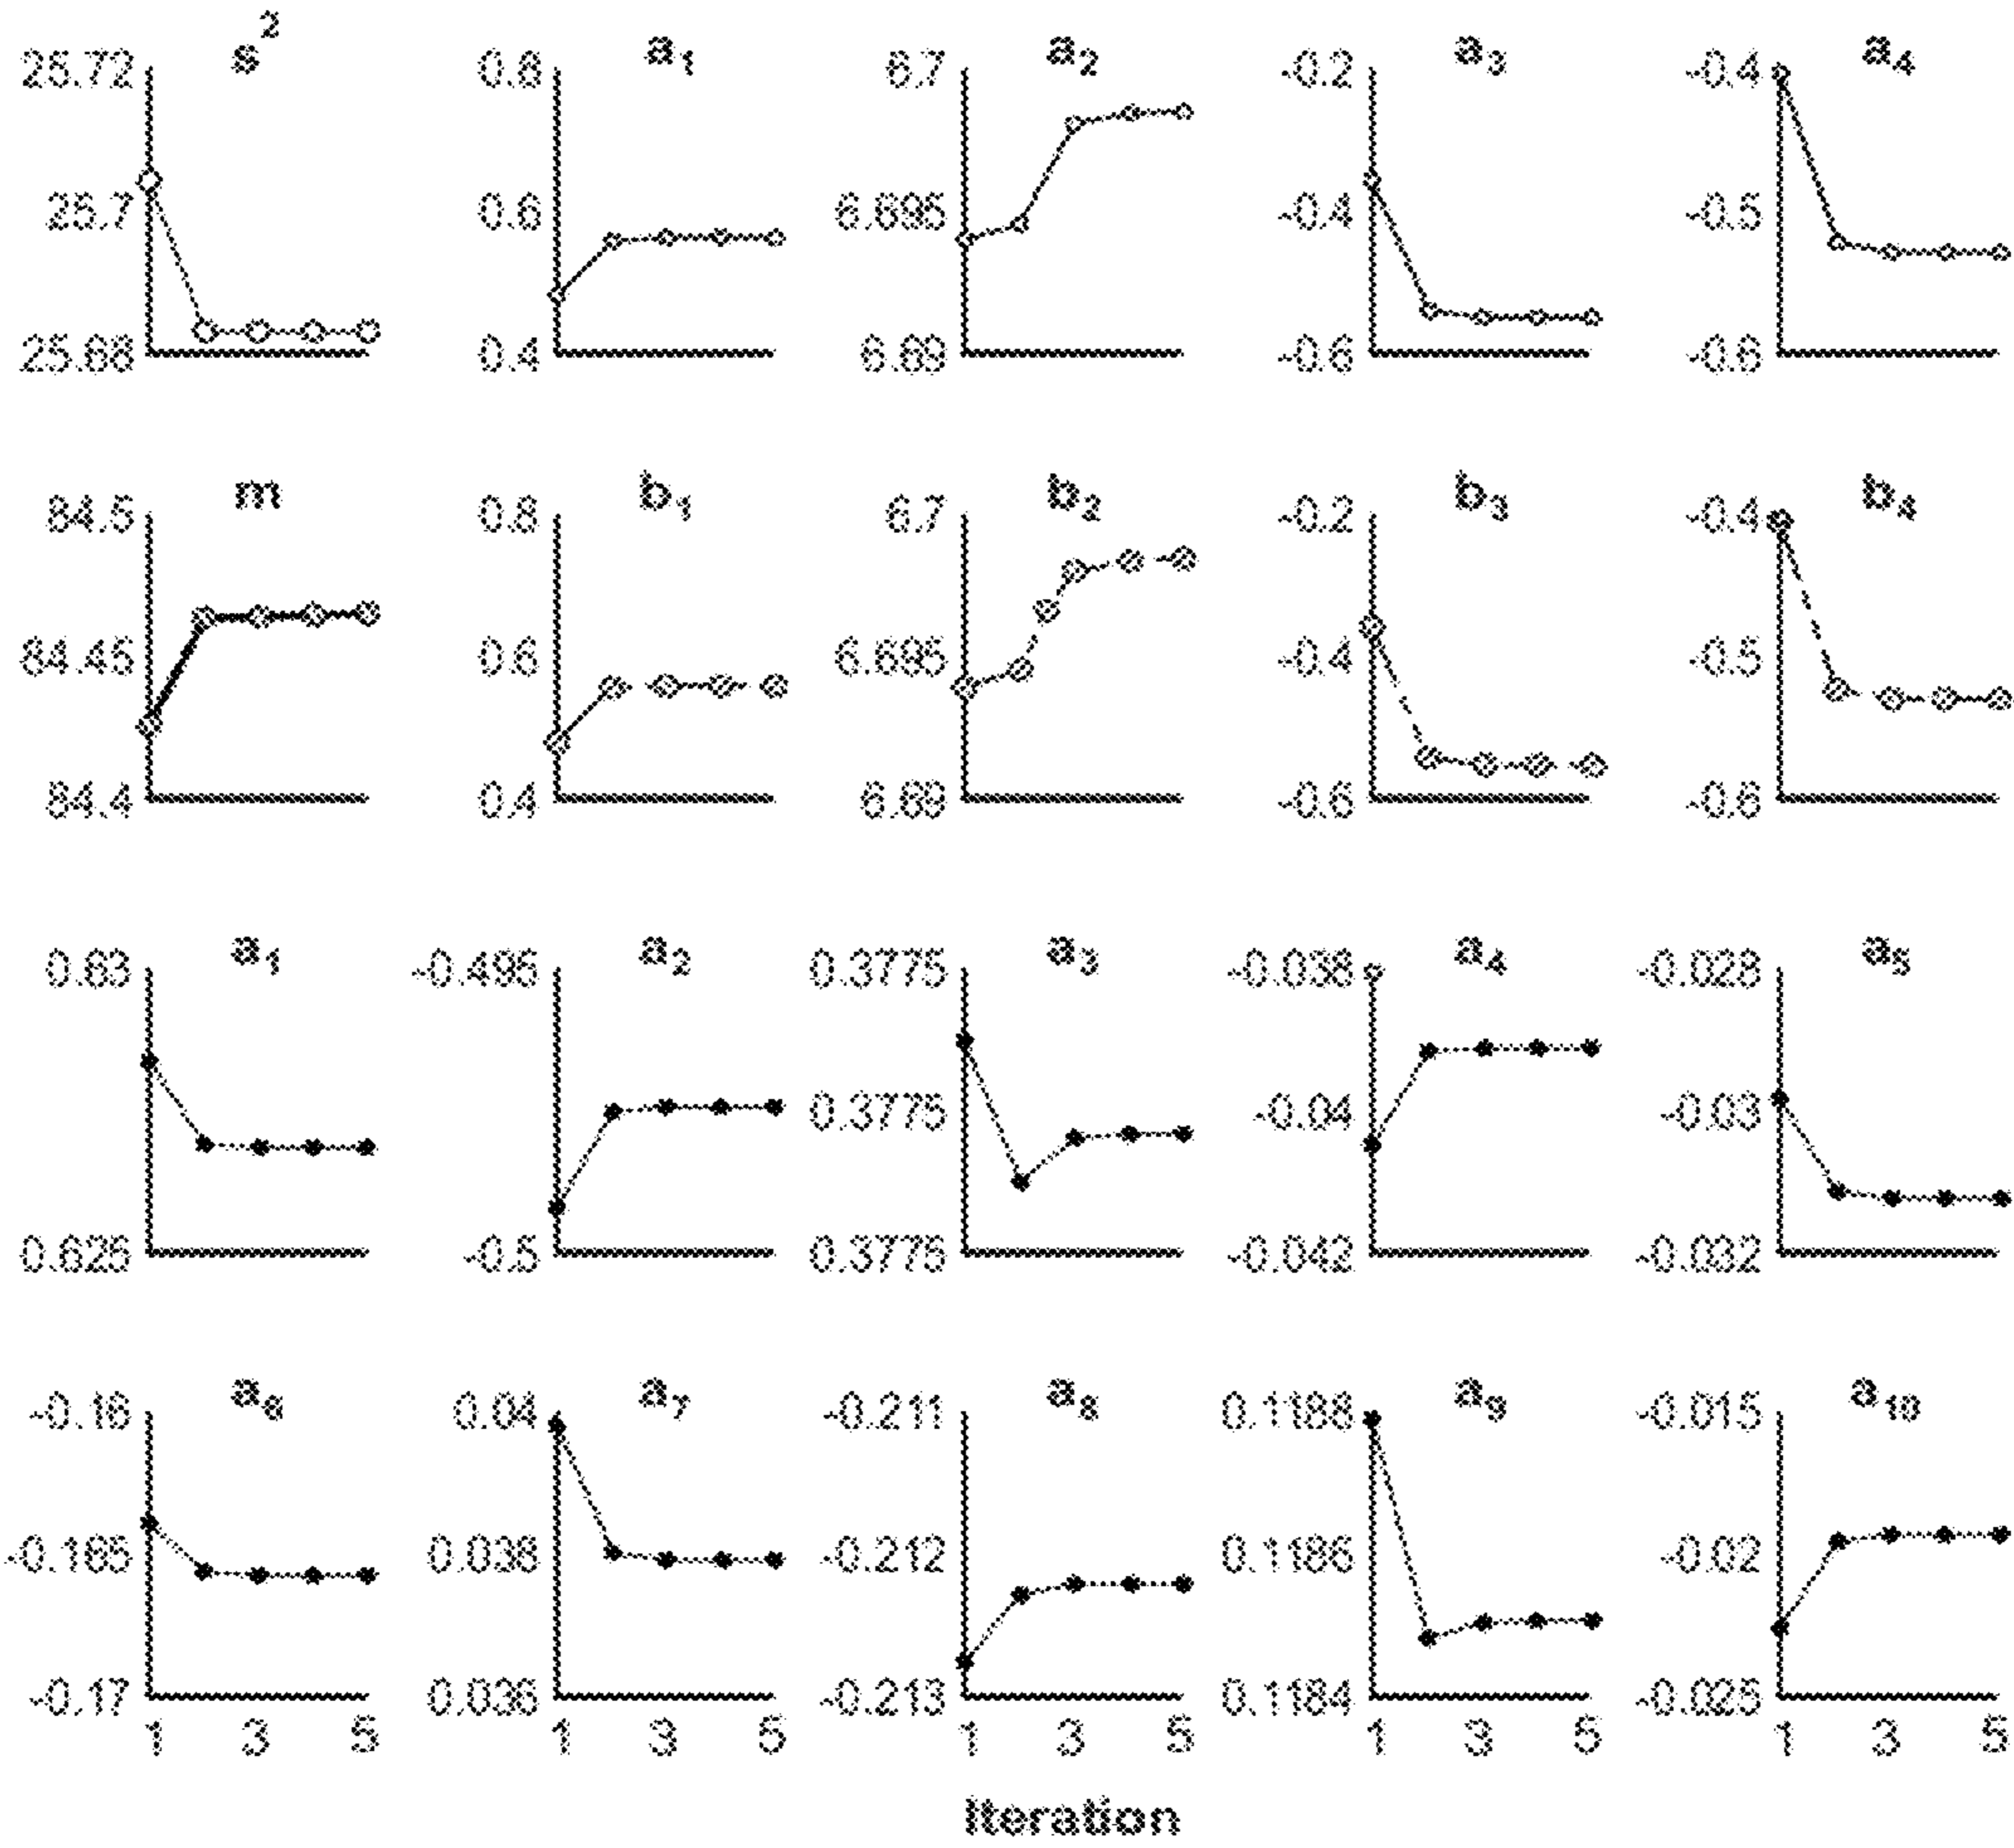 s²
25.72
25.7
25.68
a₁
0.8
0.6
0.4
a₂
6.7
6.695
6.69
a₃
-0.2
-0.4
-0.6
a₄
-0.4
-0.5
-0.6
m
84.5
84.45
84.4
b₁
0.8
0.6
0.4
b₂
6.7
6.695
6.69
b₃
-0.2
-0.4
-0.6
b₄
-0.4
-0.5
-0.6
a₁
0.63
0.625
a₂
-0.495
-0.5
a₃
0.3775
0.3775
0.3775
a₄
-0.038
-0.04
-0.042
a₅
-0.028
-0.03
-0.032
a₆
-0.16
-0.165
-0.17
1 3 5
a₇
0.04
0.038
0.036
1 3 5
a₈
-0.211
-0.212
-0.213
1 3 5
a₉
0.1188
0.1186
0.1184
1 3 5
a₁₀
-0.015
-0.02
-0.025
1 3 5
Iteration